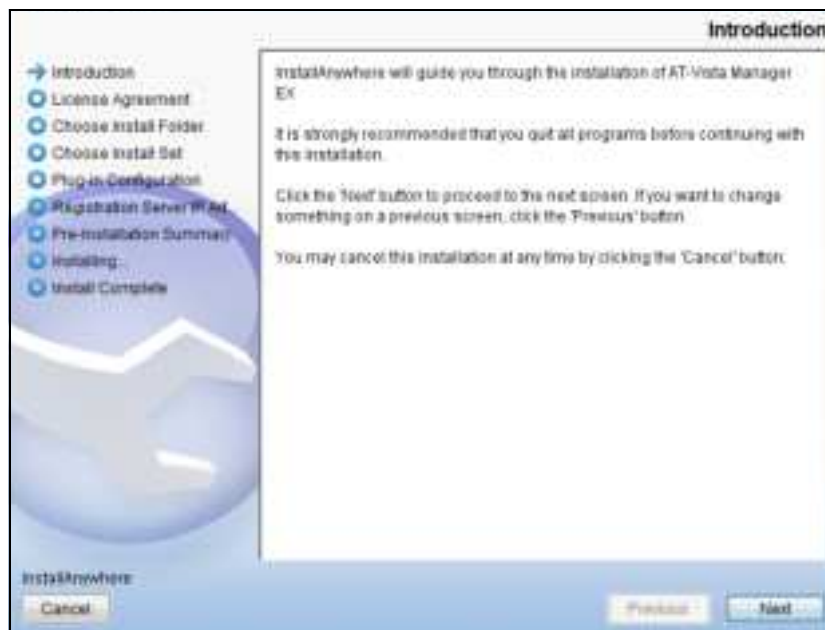 Introduction
Introduction
License Agreement
Choose Install Folder
Choose Install Set
Plug-in Configuration
Registration Server IP Ad
Pre-Installation Summary
Installing...
Install Complete
InstallAnywhere will guide you through the installation of AT-Vista Manager
EX.
It is strongly recommended that you quit all programs before continuing with
this installation.
Click the 'Next' button to proceed to the next screen. If you want to change
something on a previous screen, click the 'Previous' button.
You may cancel this installation at any time by clicking the 'Cancel' button.
InstallAnywhere
Cancel
Previous
Next